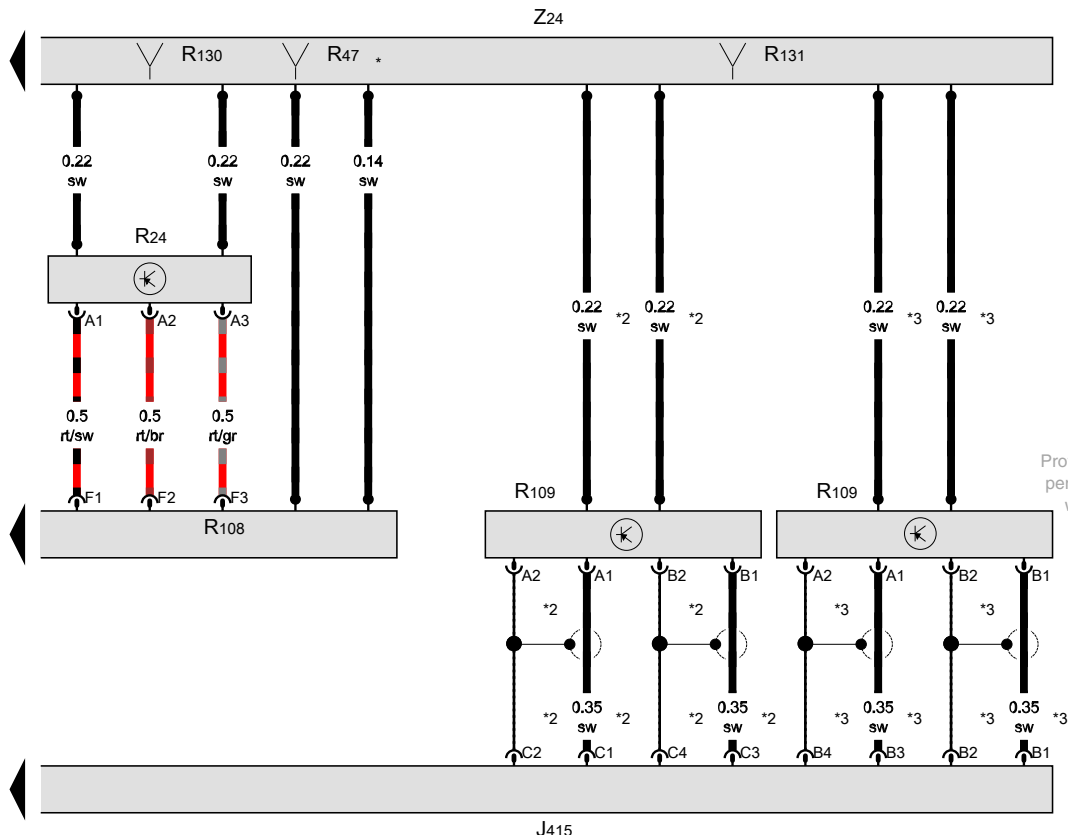 Z24
R130
R47 *
R131
0.22 0.22 0.22 0.14
sw sw sw sw
R24
0.22 *2 0.22 *2 0.22 *3 0.22 *3
sw sw sw sw
A1 A2 A3
0.5 0.5 0.5
rt/sw rt/br rt/gr
Pro
per
w
F1 F2 F3
R109 R109
R108
A2 A1 B2 B1 A2 A1 B2 B1
*2 *2 *3 *3
*2 0.35 *2 *2 0.35 *2 *3 0.35 *3 *3 0.35 *3
sw sw sw sw
C2 C1 C4 C3 B4 B3 B2 B1
J415